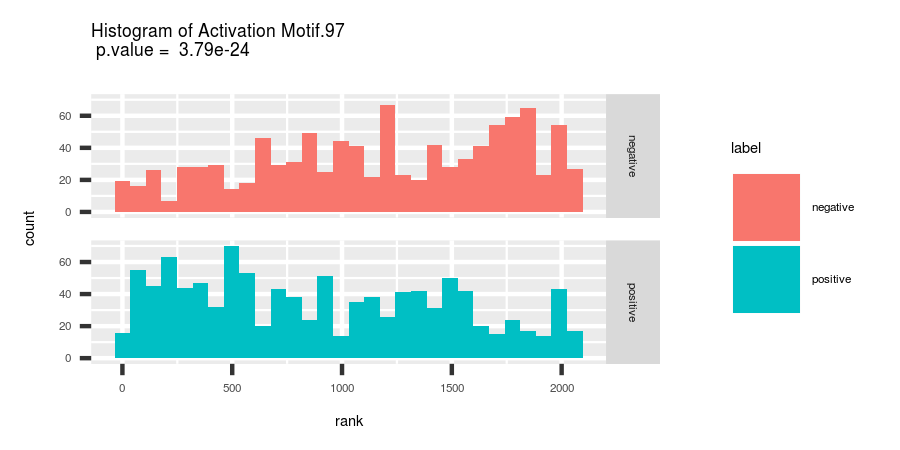 Histogram of Activation Motif.97
p.value = 3.79e-24
count
60
40
20
0
negative
60
40
20
0
positive
0 500 1000 1500 2000
rank
label
negative
positive